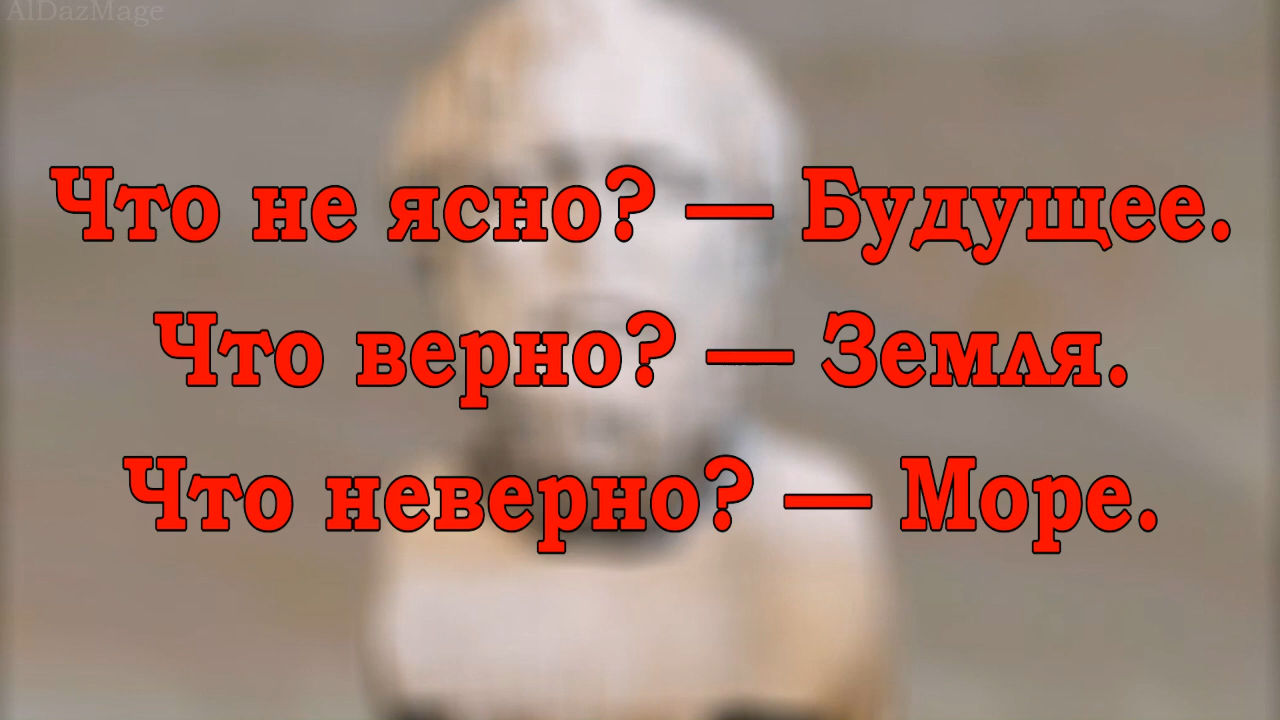 AlDazMage
Что не ясно? — Будущее.
Что верно? — Земля.
Что неверно? — Море.